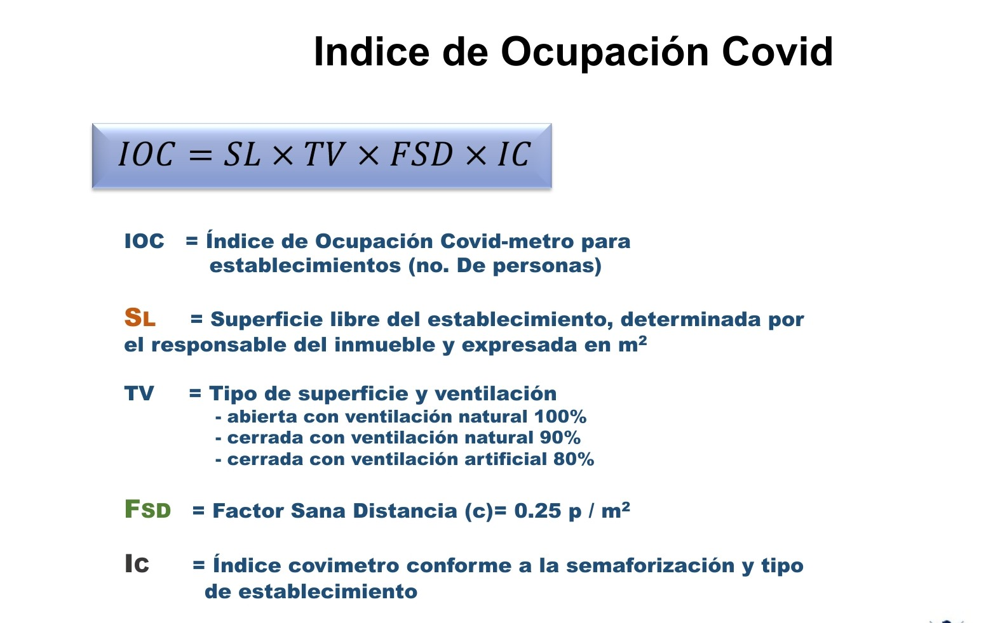 Indice de Ocupación Covid
IOC = SL × TV × FSD × IC
IOC = Índice de Ocupación Covid-metro para
establecimientos (no. De personas)
SL = Superficie libre del establecimiento, determinada por
el responsable del inmueble y expresada en m²
TV = Tipo de superficie y ventilación
- abierta con ventilación natural 100%
- cerrada con ventilación natural 90%
- cerrada con ventilación artificial 80%
FSD = Factor Sana Distancia (c)= 0.25 p / m²
IC = Índice covimetro conforme a la semaforización y tipo
de establecimiento